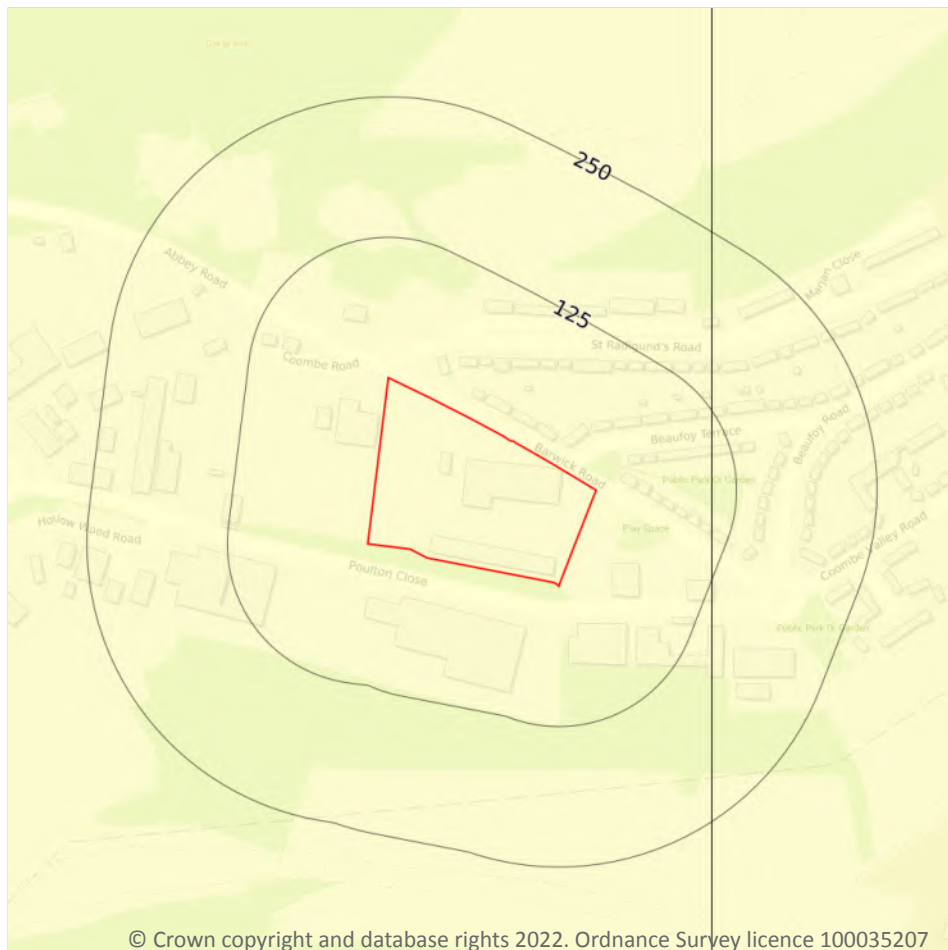 250
Marjan Close
Abbey Road
125
St Radigund's Road
Coombe Road
Beaufoy Road
Beaufoy Terrace
Barwick Road
Public Park Or Garden
Play Space
Hollow Wood Road
Coombe Valley Road
Poulton Close
Public Park Or Garden
© Crown copyright and database rights 2022. Ordnance Survey licence 100035207